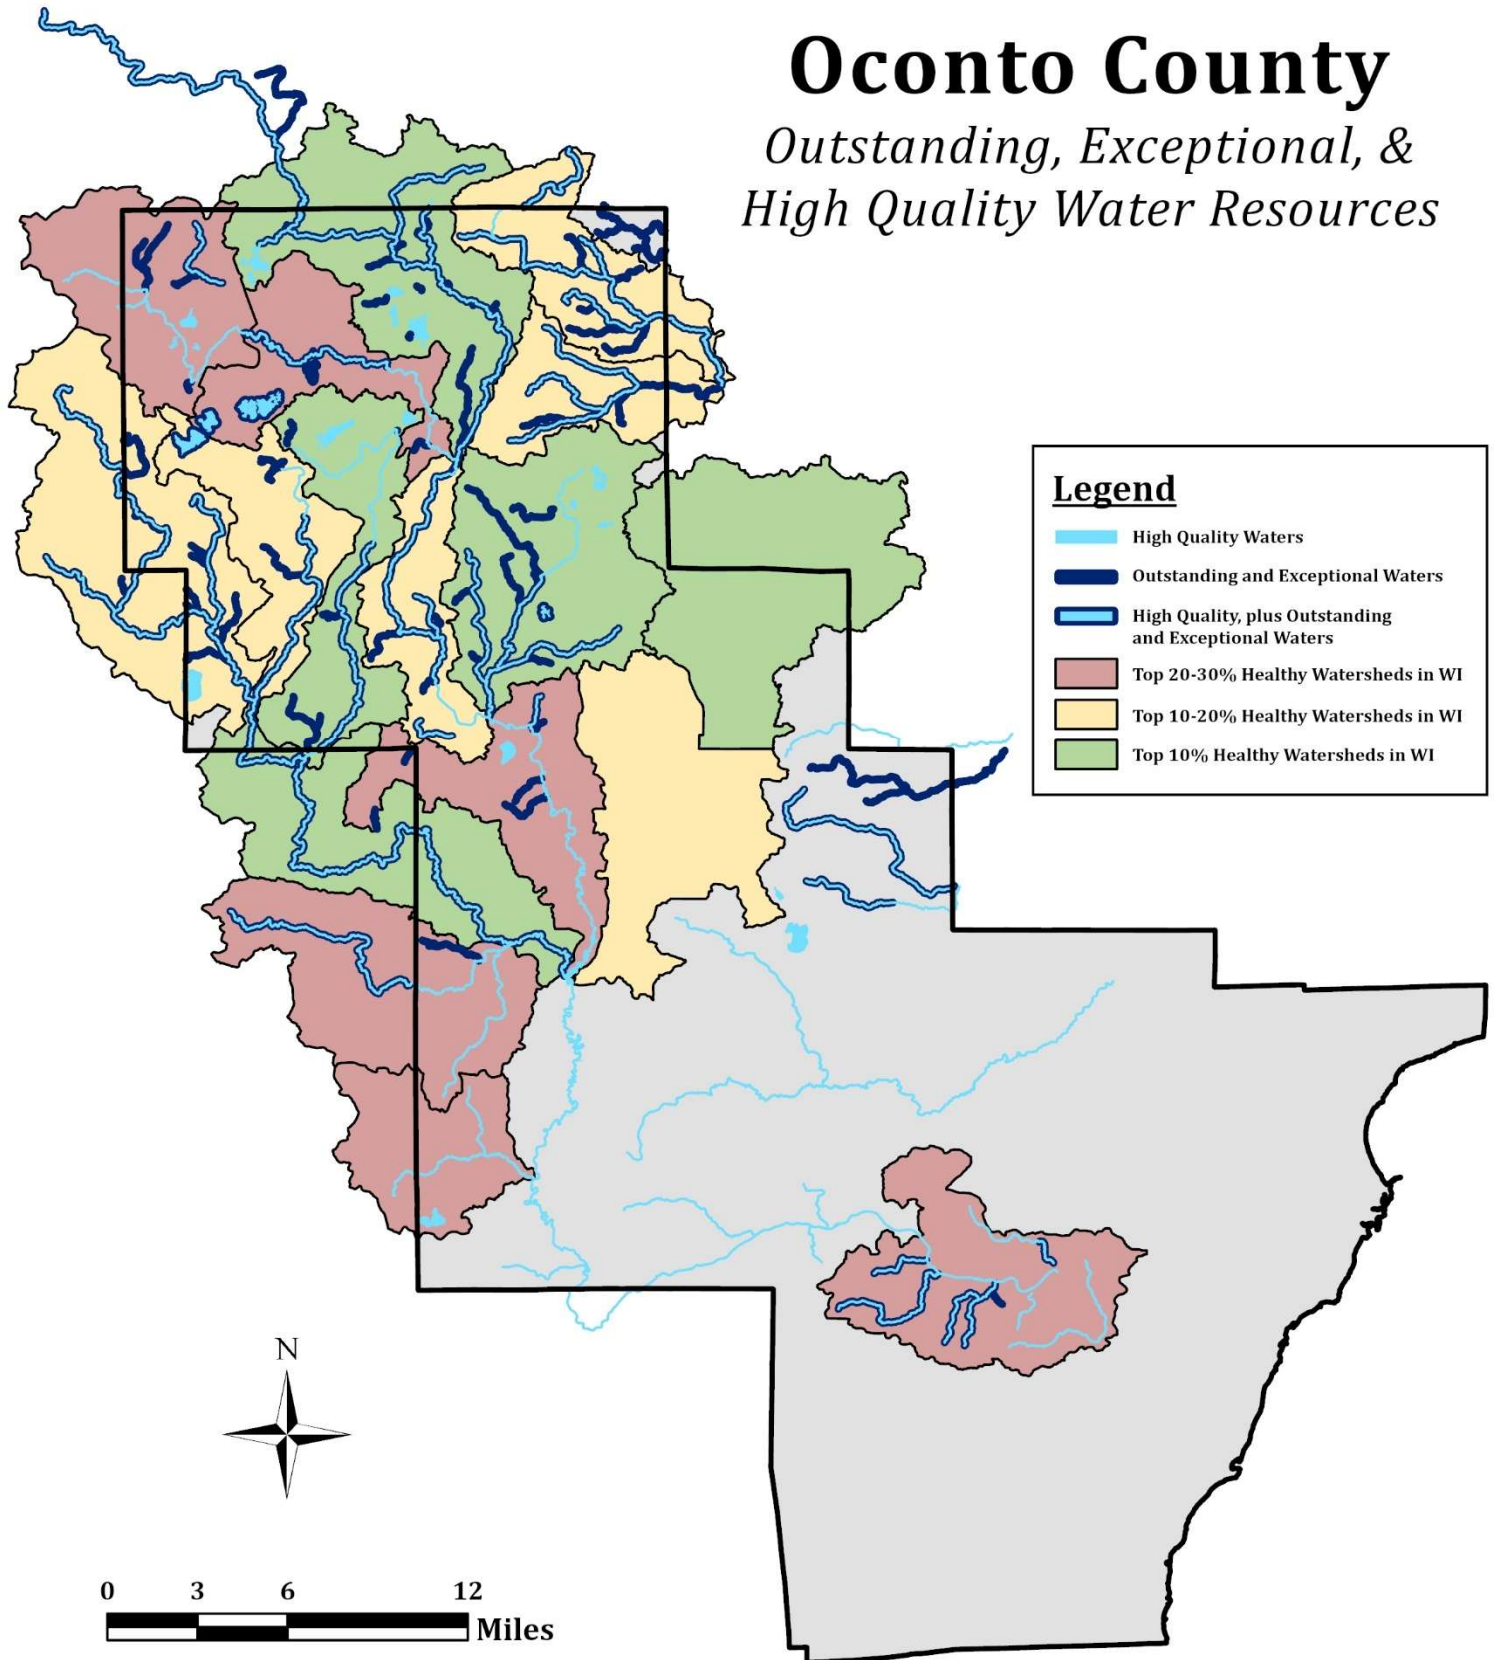 Oconto County
Outstanding, Exceptional, &
High Quality Water Resources
Legend
High Quality Waters
Outstanding and Exceptional Waters
High Quality, plus Outstanding
and Exceptional Waters
Top 20-30% Healthy Watersheds in WI
Top 10-20% Healthy Watersheds in WI
Top 10% Healthy Watersheds in WI
N
0 3 6 12
Miles